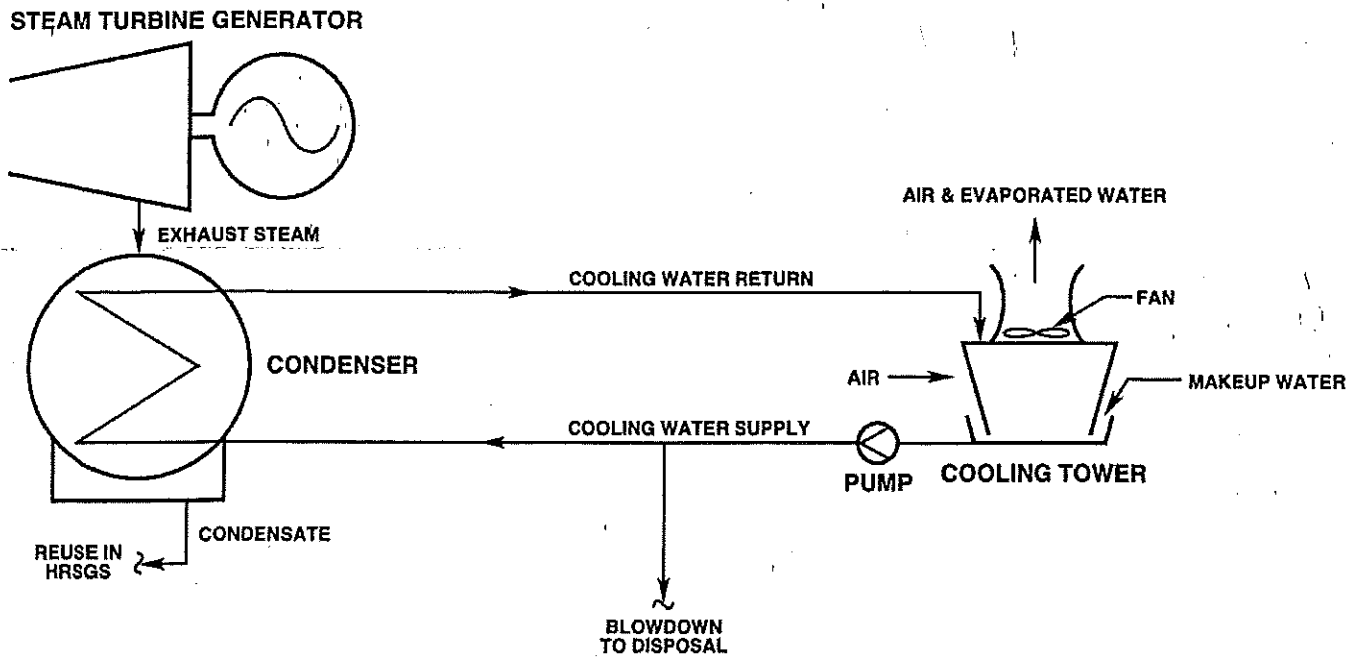 STEAM TURBINE GENERATOR
EXHAUST STEAM
AIR & EVAPORATED WATER
COOLING WATER RETURN
FAN
CONDENSER
AIR
MAKEUP WATER
COOLING WATER SUPPLY
PUMP
COOLING TOWER
CONDENSATE
REUSE IN
HRSGS
BLOWDOWN
TO DISPOSAL